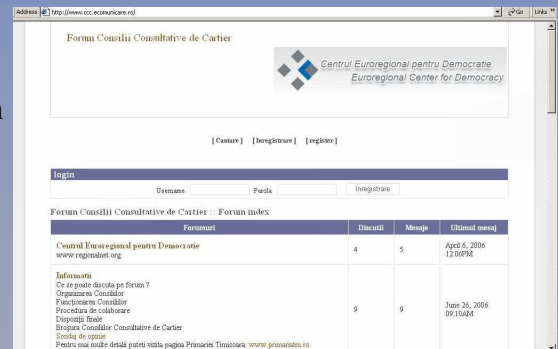 Address http://www.ccc.ecomunicare.ro/ Go Links »
Forum Consilii Consultative de Cartier
Centrul Euroregional pentru Democratie
Euroregional Center for Democracy
[ Cautare ] [ Inregistrare ] [ register ]
login
Username Parola Inregistrare
Forum Consilii Consultative de Cartier :: Forum index
Forumuri Discutii Mesaje Ultimul mesaj
Centrul Euroregional pentru Democratie
www.regionalnet.org
4 5 April 6, 2006
12:06PM
Informatii
Ce se poate discuta pe forum ?
Organizarea Consiliilor
Funcţionarea Consiliilor
Procedura de colaborare
Dispoziţii finale
Broşura Consiliilor Consultative de Cartier
Sondaj de opinie
Pentru mai multe detalii puteti vizita pagina Primariei Timisoara: www.primariatm.ro
9 9 June 26, 2006
09:10AM